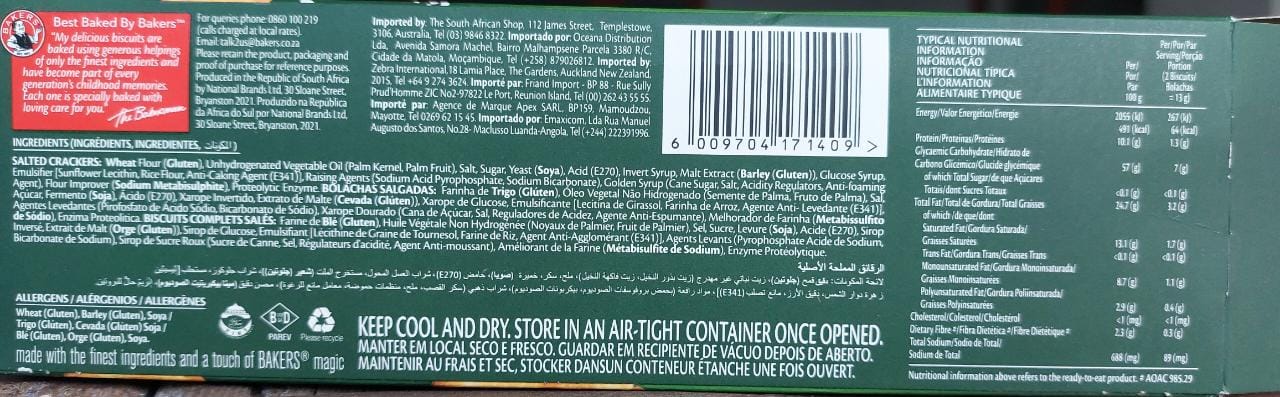 BAKERS
Best Baked By Bakers™
"My delicious biscuits are
baked using generous helpings
of only the finest ingredients and
have become part of every
generation's childhood memories.
Each one is specially baked with
loving care for you."
The Bakerman
For queries phone: 0860 100 219
(calls charged at local rates).
Email: talk2us@bakers.co.za
Please retain the product, packaging and
proof of purchase for reference purposes.
Produced in the Republic of South Africa
by National Brands Ltd, 30 Sloane Street,
Bryanston 2021. Produzido na República
da Africa do Sul por National Brands Ltd,
30 Sloane Street, Bryanston, 2021.
Imported by: The South African Shop, 112 James Street, Templestowe,
3106, Australia, Tel (03) 9846 8322. Importado por: Oceana Distribution
Lda, Avenida Samora Machel, Bairro Malhampsene Parcela 3380 R/C,
Cidade da Matola, Moçambique, Tel (+258) 879026812. Imported by:
Zebra International, 18 Lamia Place, The Gardens, Auckland New Zealand,
2015, Tel +64 9 274 3624. Importé par: Friand Import - BP 88 - Rue Sully
Prud'Homme ZIC No2-97822 Le Port, Reunion Island, Tel (00) 262 43 55 55.
Importé par: Agence de Marque Apex SARL, BP159, Mamoudzou,
Mayotte, Tel 0269 62 15 45. Importado por: Emaxicom, Lda Rua Manuel
Augusto dos Santos, No.28- Maclusso Luanda-Angola, Tel (+244) 222391996.
6 009704 171409 >
INGREDIENTS (INGRÉDIENTS, INGREDIENTES, المكونات)
SALTED CRACKERS: Wheat Flour (Gluten), Unhydrogenated Vegetable Oil (Palm Kernel, Palm Fruit), Salt, Sugar, Yeast (Soya), Acid (E270), Invert Syrup, Malt Extract (Barley (Gluten)), Glucose Syrup,
Emulsifier [Sunflower Lecithin, Rice Flour, Anti-Caking Agent (E341)], Raising Agents (Sodium Acid Pyrophosphate, Sodium Bicarbonate), Golden Syrup (Cane Sugar, Salt, Acidity Regulators, Anti-foaming
Agent), Flour Improver (Sodium Metabisulphite), Proteolytic Enzyme. BOLACHAS SALGADAS: Farinha de Trigo (Glúten), Óleo Vegetal Não Hidrogenado (Semente de Palma, Fruto de Palma), Sal,
Açúcar, Fermento (Soja), Ácido (E270), Xarope Invertido, Extrato de Malte (Cevada (Glúten)), Xarope de Glucose, Emulsificante [Lecitina de Girassol, Farinha de Arroz, Agente Anti- Levedante (E341)],
Agentes Levedantes (Pirofosfato de Ácido Sódio, Bicarbonato de Sódio), Xarope Dourado (Cana de Açucar, Sal, Reguladores de Acidez, Agente Anti-Espumante), Melhorador de Farinha (Metabissulfito
de Sódio), Enzima Proteolitica. BISCUITS COMPLETS SALÉS: Farine de Blé (Gluten), Huile Végétale Non Hydrogénée (Noyaux de Palmier, Fruit de Palmier), Sel, Sucre, Levure (Soja), Acide (E270), Sirop
Inversé, Extrait de Malt (Orge (Gluten)), Sirop de Glucose, Emulsifiant [Lécithine de Graine de Tournesol, Farine de Riz, Agent Anti-Agglomérant (E341)], Agents Levants (Pyrophosphate Acide de Sodium,
Bicarbonate de Sodium), Sirop de Sucre Roux (Sucre de Canne, Sel, Régulateurs d'acidité, Agent Anti-moussant), Améliorant de la Farine (Métabisulfite de Sodium), Enzyme Protéolytique.
الرقائق المملحة الأصلية
ALLERGENS / ALÉRGENIOS / ALLERGÈNES
Wheat (Gluten), Barley (Gluten), Soya /
Trigo (Glúten), Cevada (Glúten) Soja /
Blé (Gluten), Orge (Gluten), Soya.
made with the finest ingredients and a touch of BAKERS® magic
PAREV
Please recycle
KEEP COOL AND DRY. STORE IN AN AIR-TIGHT CONTAINER ONCE OPENED.
MANTER EM LOCAL SECO E FRESCO. GUARDAR EM RECIPIENTE DE VÁCUO DEPOIS DE ABERTO.
MAINTENIR AU FRAIS ET SEC, STOCKER DANSUN CONTENEUR ÉTANCHE UNE FOIS OUVERT.
TYPICAL NUTRITIONAL
INFORMATION
INFORMAÇÃO
NUTRICIONAL TÍPICA
L'INFORMATION
ALIMENTAIRE TYPIQUE
Per/
Por/
Par
100 g
Per/Por/Par
Serving/Porção
Portion
(2 Biscuits/
Bolachas
= 13 g)
Energy/Valor Energético/Energie 2055 (kJ) 267 (kJ)
491 (kcal) 64 (kcal)
Protein/Proteínas/Protéines 10.1 (g) 1.3 (g)
Glycaemic Carbohydrate/Hidrato de
Carbono Glicémico/Glucide glycémique 57 (g) 7 (g)
of which Total Sugar/de que Açúcares
Totais/dont Sucres Totaux <0.1 (g) <0.1 (g)
Total Fat/Total de Gordura/Total Graisses 24.7 (g) 3.2 (g)
of which /de que/dont:
Saturated Fat/Gordura Saturada/
Graisses Saturées 13.1 (g) 1.7 (g)
Trans Fat/Gordura Trans/Graisses Trans <0.1 (g) <0.1 (g)
Monounsaturated Fat/Gordura Monoinsaturada/
Graisses Monoinsaturées 8.7 (g) 1.1 (g)
Polyunsaturated Fat/Gordura Poliinsaturada/
Graisses Polyinsaturées 2.9 (g) 0.4 (g)
Cholesterol/Colesterol/Cholestérol <1 (mg) <1 (mg)
Dietary Fibre #/Fibra Dietética #/Fibre Diététique # 2.3 (g) 0.3 (g)
Total Sodium/Sodio de Total/
Sodium de Total 688 (mg) 89 (mg)
Nutritional information above refers to the ready-to-eat product. # AOAC 985.29